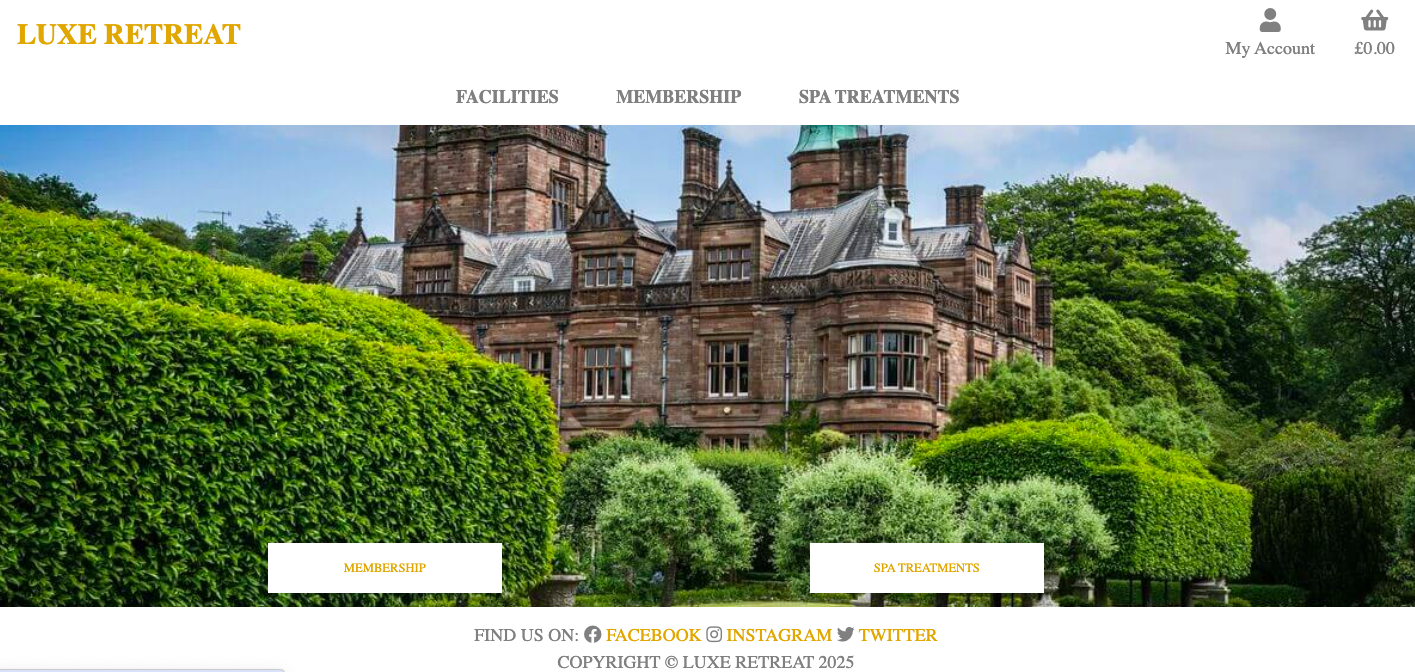 LUXE RETREAT
My Account
£0.00
FACILITIES MEMBERSHIP SPA TREATMENTS
MEMBERSHIP
SPA TREATMENTS
FIND US ON: FACEBOOK INSTAGRAM TWITTER
COPYRIGHT © LUXE RETREAT 2025